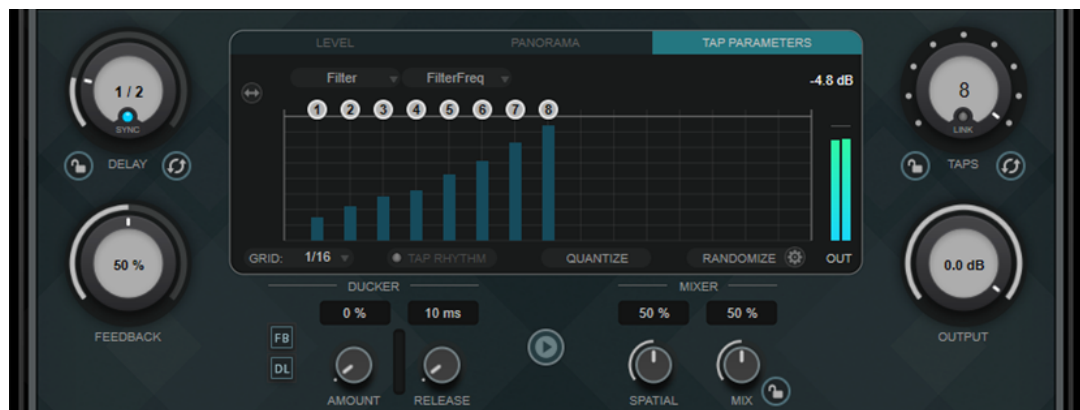 LEVEL PANORAMA TAP PARAMETERS
Filter FilterFreq -4.8 dB
1 2 3 4 5 6 7 8
1 / 2
SYNC
DELAY
8
LINK
TAPS
GRID: 1/16 TAP RHYTHM QUANTIZE RANDOMIZE OUT
50 %
FEEDBACK
0.0 dB
OUTPUT
DUCKER MIXER
0 % 10 ms 50 % 50 %
FB
DL
AMOUNT RELEASE SPATIAL MIX